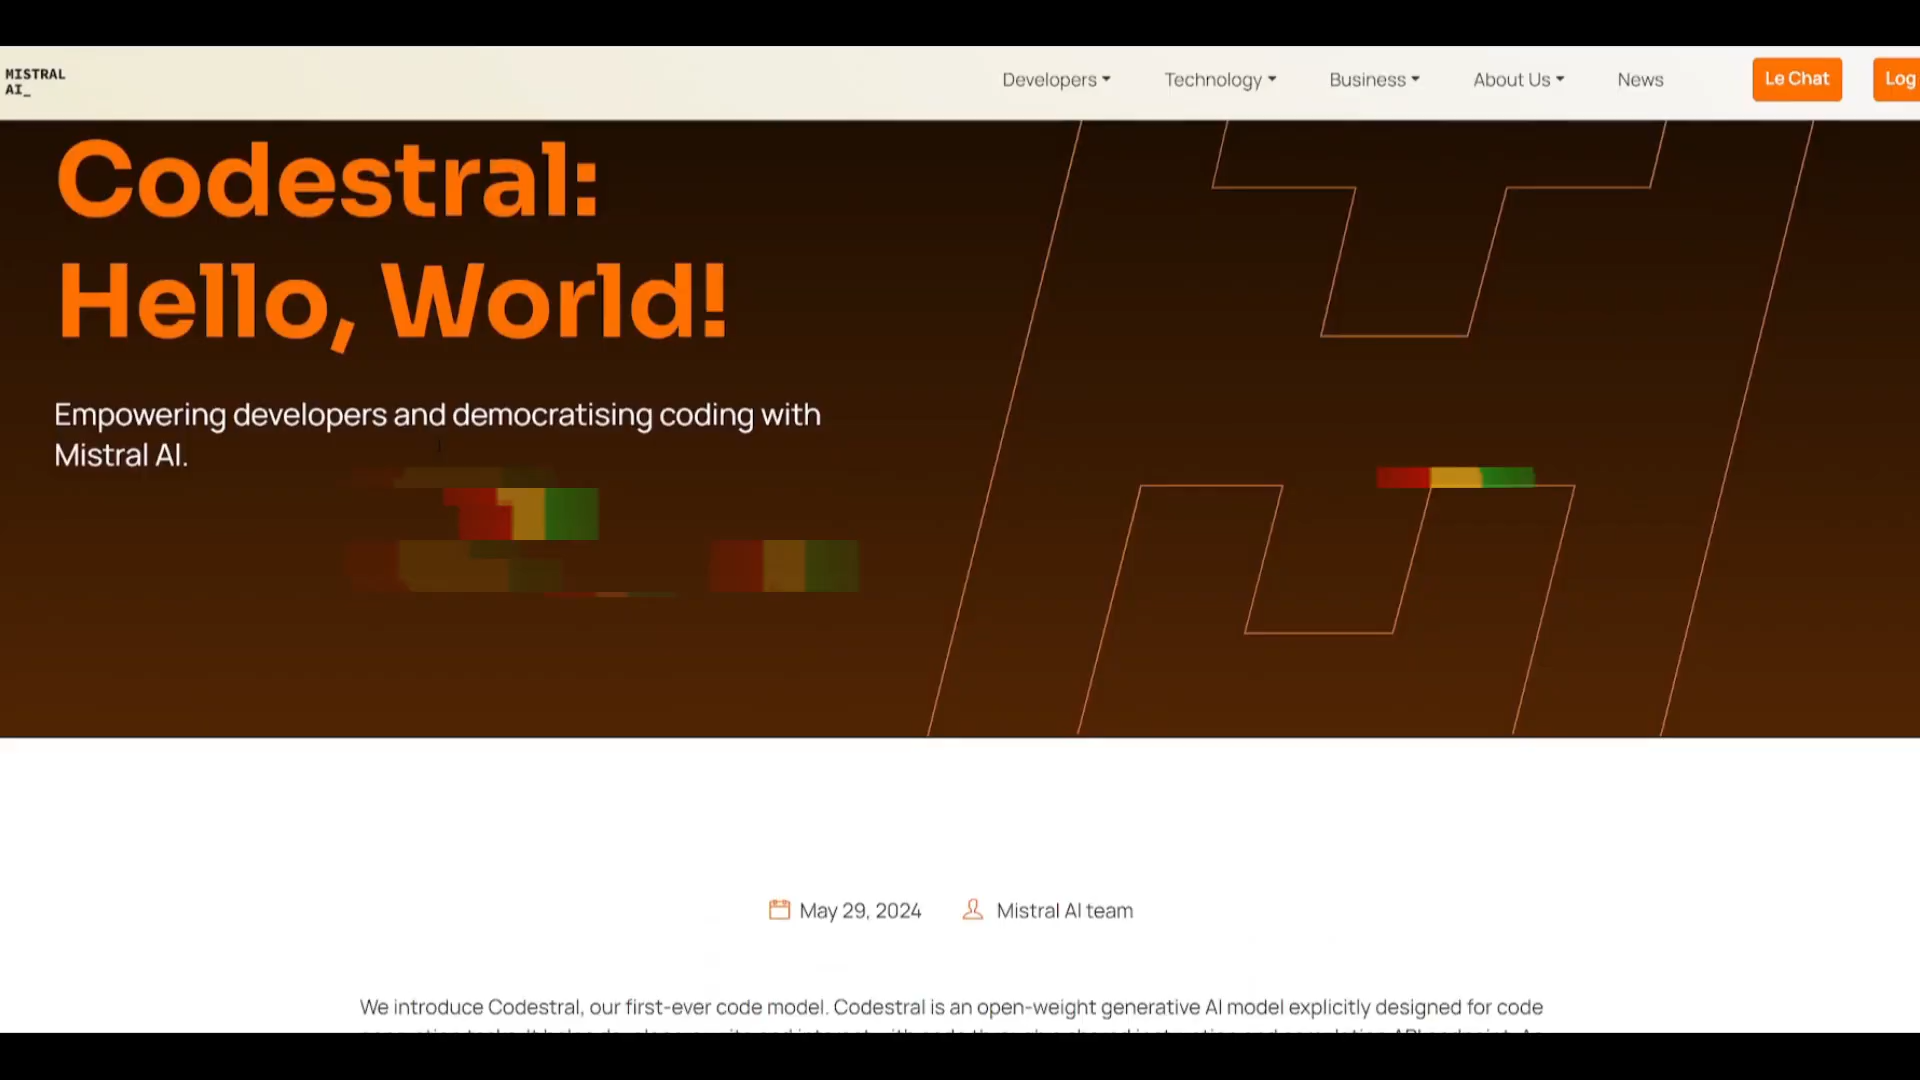 MISTRAL
AI_
Developers
Technology
Business
About Us
News
Le Chat
Log
Codestral:
Hello, World!
Empowering developers and democratising coding with
Mistral AI.
May 29, 2024
Mistral AI team
We introduce Codestral, our first-ever code model. Codestral is an open-weight generative AI model explicitly designed for code